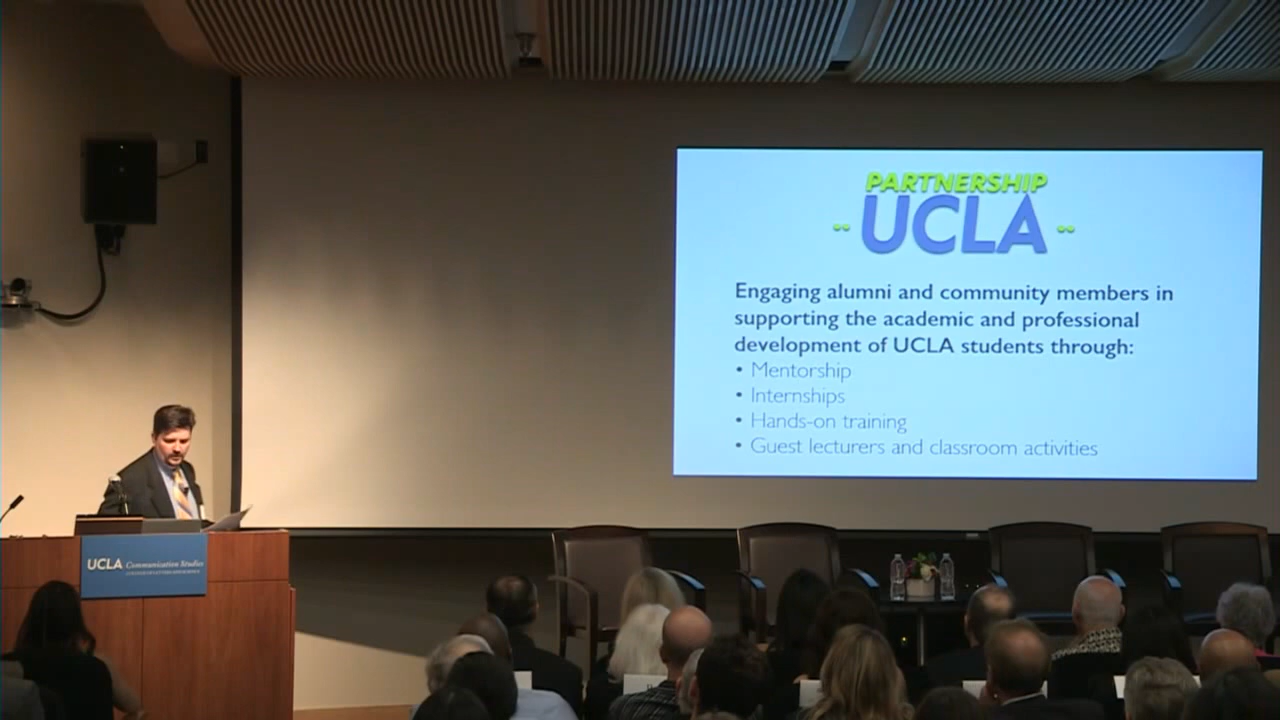 PARTNERSHIP
UCLA
Engaging alumni and community members in
supporting the academic and professional
development of UCLA students through:
• Mentorship
• Internships
• Hands-on training
• Guest lecturers and classroom activities
UCLA Communication Studies